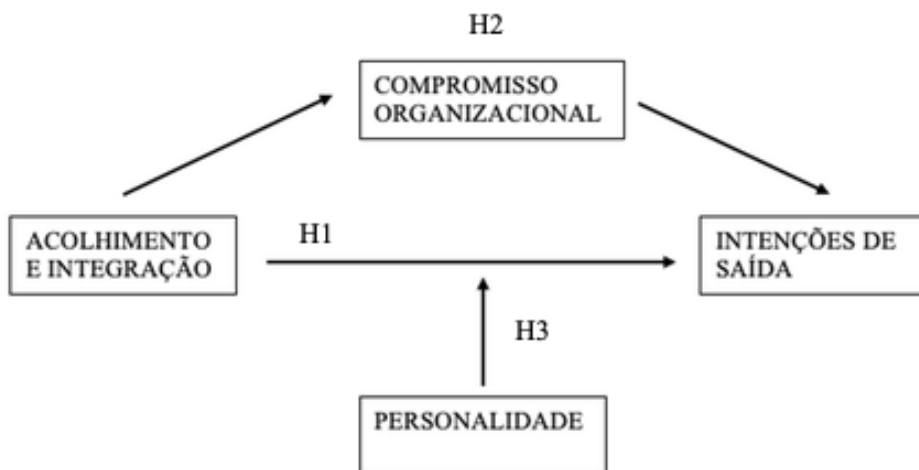 H2
COMPROMISSO
ORGANIZACIONAL
ACOLHIMENTO
E INTEGRAÇÃO
H1
INTENÇÕES DE
SAÍDA
H3
PERSONALIDADE